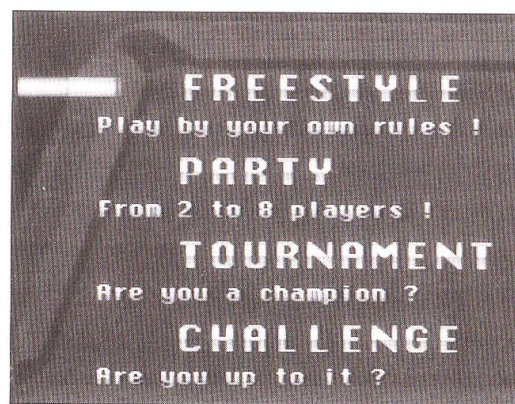 FREESTYLE
Play by your own rules !
PARTY
From 2 to 8 players !
TOURNAMENT
Are you a champion ?
CHALLENGE
Are you up to it ?